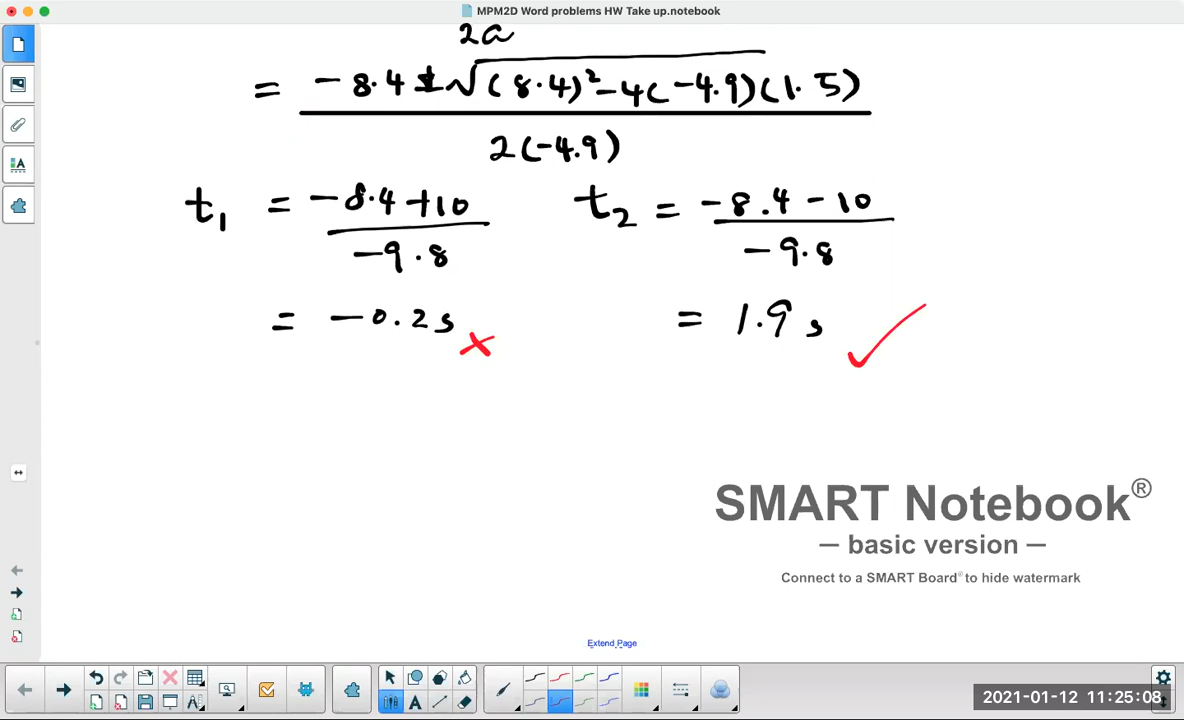 MPM2D Word problems HW Take up.notebook
2a
= -8.4 ± √(8.4)² -4(-4.9)(1.5)
2(-4.9)
t₁ = -8.4 +10 t₂ = -8.4 - 10
-9.8 -9.8
= -0.2s = 1.9 s
SMART Notebook®
— basic version —
Connect to a SMART Board® to hide watermark
Extend Page
2021-01-12 11:25:08